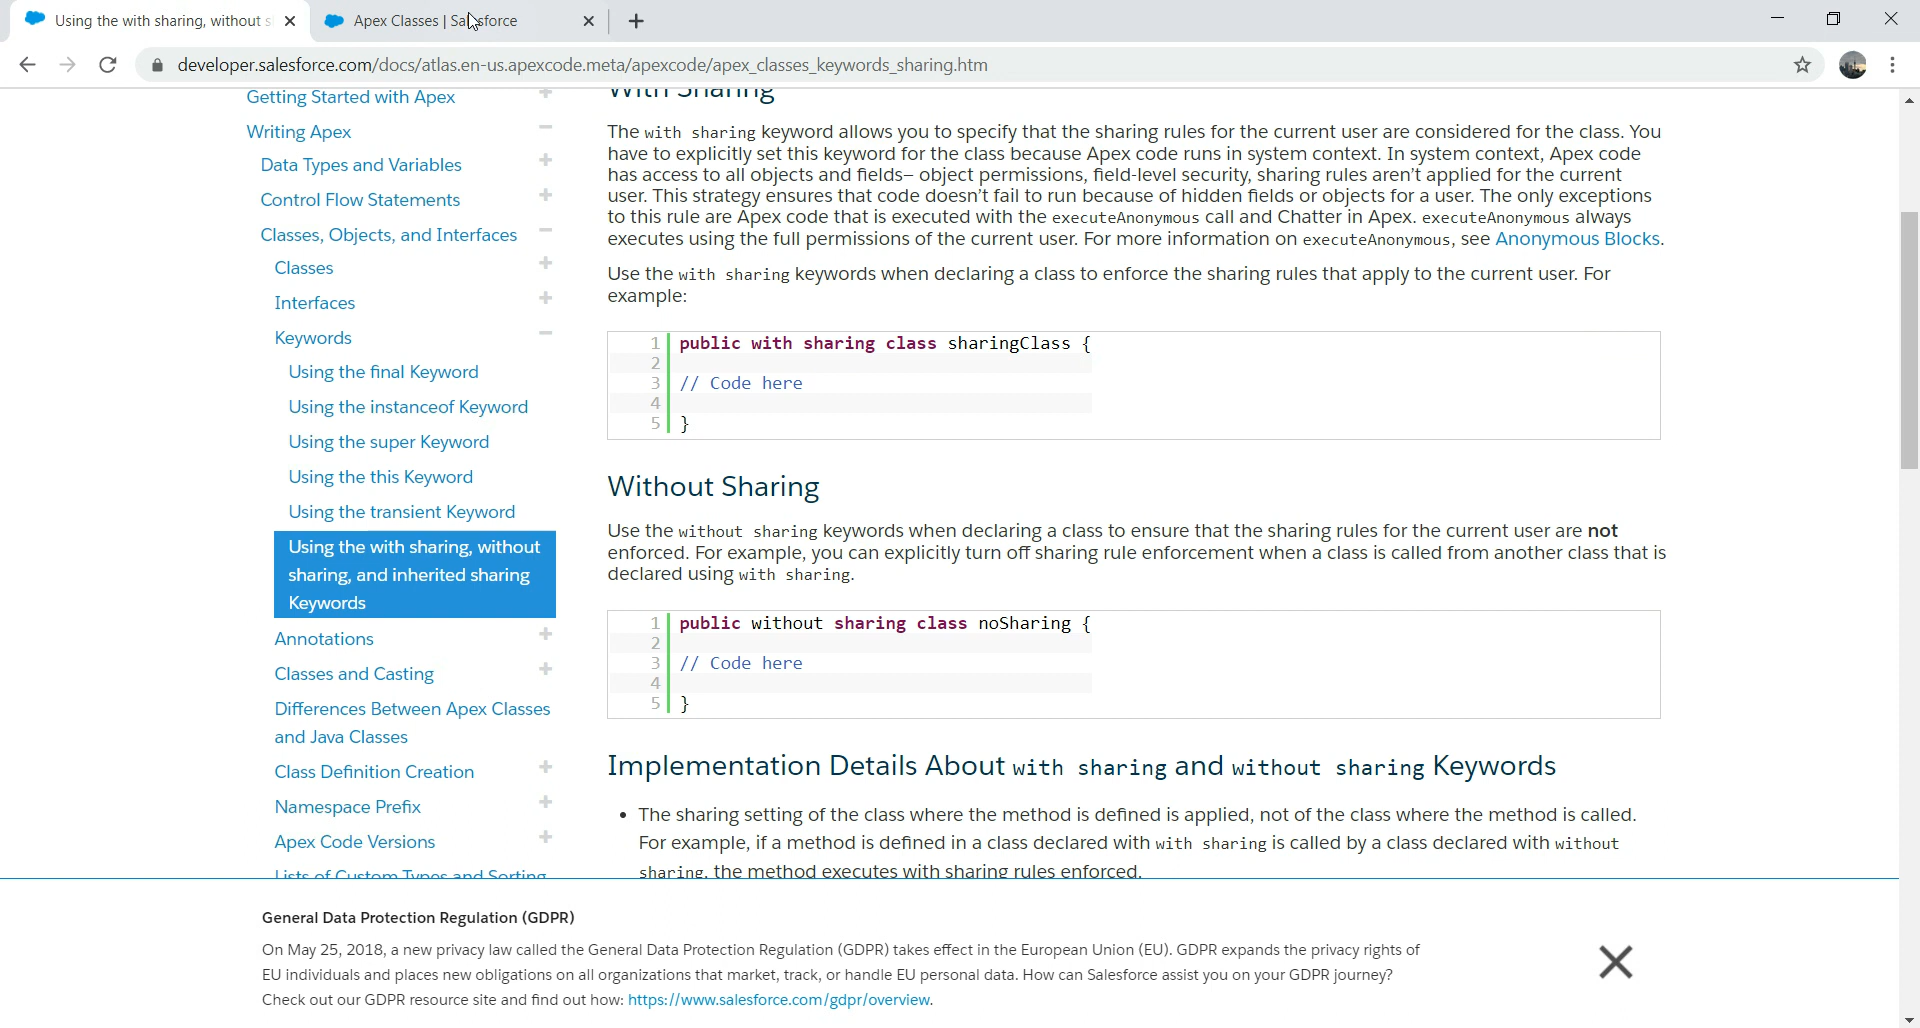 Using the with sharing, without s
Apex Classes | Salesforce
developer.salesforce.com/docs/atlas.en-us.apexcode.meta/apexcode/apex_classes_keywords_sharing.htm
Getting Started with Apex
Writing Apex
Data Types and Variables
Control Flow Statements
Classes, Objects, and Interfaces
Classes
Interfaces
Keywords
Using the final Keyword
Using the instanceof Keyword
Using the super Keyword
Using the this Keyword
Using the transient Keyword
Using the with sharing, without
sharing, and inherited sharing
Keywords
Annotations
Classes and Casting
Differences Between Apex Classes
and Java Classes
Class Definition Creation
Namespace Prefix
Apex Code Versions
Lists of Custom Types and Sorting
With Sharing
The with sharing keyword allows you to specify that the sharing rules for the current user are considered for the class. You
have to explicitly set this keyword for the class because Apex code runs in system context. In system context, Apex code
has access to all objects and fields— object permissions, field-level security, sharing rules aren’t applied for the current
user. This strategy ensures that code doesn’t fail to run because of hidden fields or objects for a user. The only exceptions
to this rule are Apex code that is executed with the executeAnonymous call and Chatter in Apex. executeAnonymous always
executes using the full permissions of the current user. For more information on executeAnonymous, see Anonymous Blocks.
Use the with sharing keywords when declaring a class to enforce the sharing rules that apply to the current user. For
example:
1 public with sharing class sharingClass {
2
3 // Code here
4
5 }
Without Sharing
Use the without sharing keywords when declaring a class to ensure that the sharing rules for the current user are not
enforced. For example, you can explicitly turn off sharing rule enforcement when a class is called from another class that is
declared using with sharing.
1 public without sharing class noSharing {
2
3 // Code here
4
5 }
Implementation Details About with sharing and without sharing Keywords
• The sharing setting of the class where the method is defined is applied, not of the class where the method is called.
For example, if a method is defined in a class declared with with sharing is called by a class declared with without
sharing, the method executes with sharing rules enforced.
General Data Protection Regulation (GDPR)
On May 25, 2018, a new privacy law called the General Data Protection Regulation (GDPR) takes effect in the European Union (EU). GDPR expands the privacy rights of
EU individuals and places new obligations on all organizations that market, track, or handle EU personal data. How can Salesforce assist you on your GDPR journey?
Check out our GDPR resource site and find out how: https://www.salesforce.com/gdpr/overview.